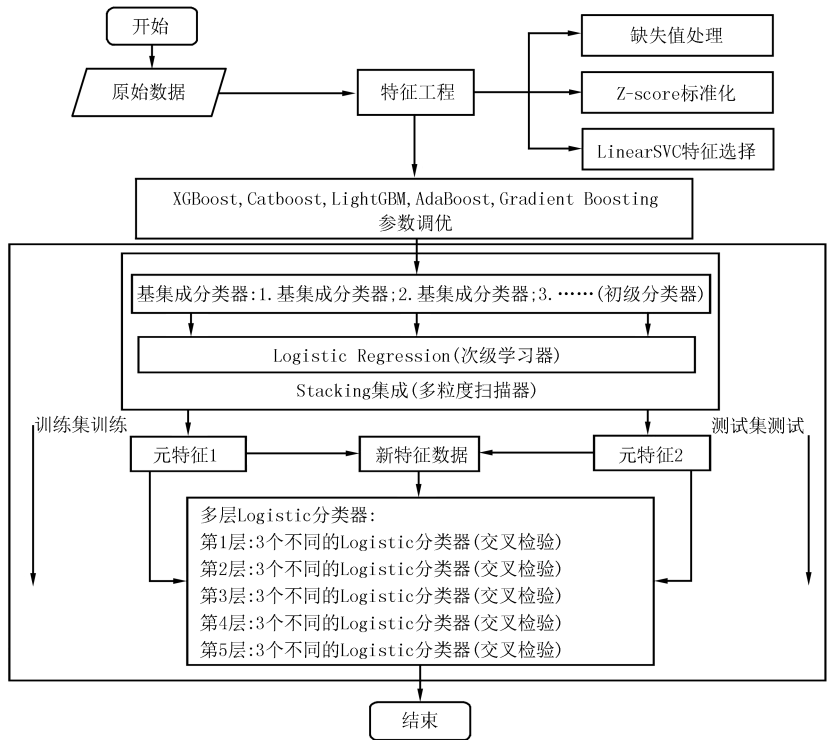 开始
缺失值处理
原始数据
特征工程
Z-score标准化
LinearSVC特征选择
XGBoost,Catboost,LightGBM,AdaBoost,Gradient Boosting
参数调优
基集成分类器:1.基集成分类器;2.基集成分类器;3.……(初级分类器)
Logistic Regression(次级学习器)
Stacking集成(多粒度扫描器)
训练集训练
测试集测试
元特征1
新特征数据
元特征2
多层Logistic分类器:
第1层:3个不同的Logistic分类器(交叉检验)
第2层:3个不同的Logistic分类器(交叉检验)
第3层:3个不同的Logistic分类器(交叉检验)
第4层:3个不同的Logistic分类器(交叉检验)
第5层:3个不同的Logistic分类器(交叉检验)
结束